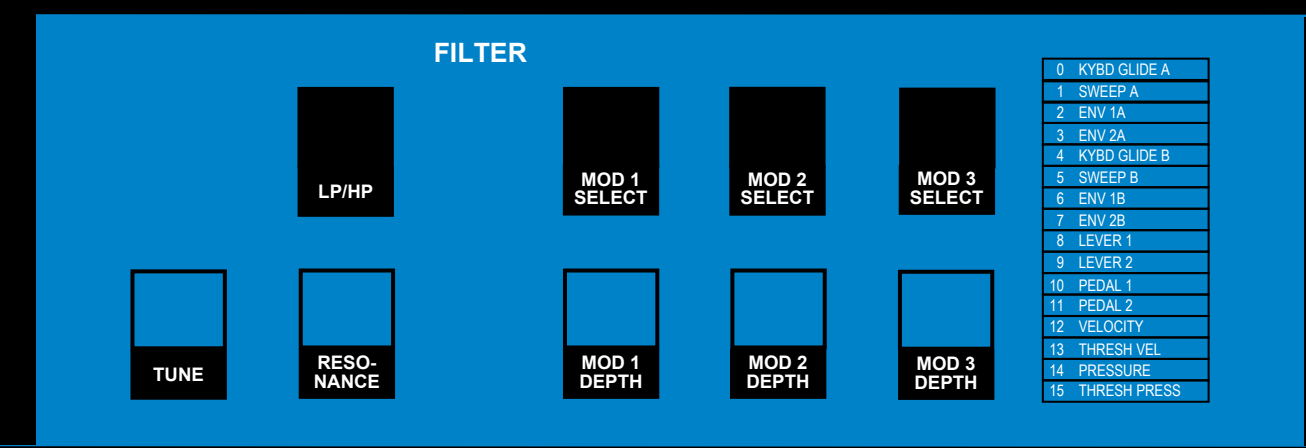 FILTER
LP/HP
MOD 1
SELECT
MOD 2
SELECT
MOD 3
SELECT
TUNE
RESO-
NANCE
MOD 1
DEPTH
MOD 2
DEPTH
MOD 3
DEPTH
0 KYBD GLIDE A
1 SWEEP A
2 ENV 1A
3 ENV 2A
4 KYBD GLIDE B
5 SWEEP B
6 ENV 1B
7 ENV 2B
8 LEVER 1
9 LEVER 2
10 PEDAL 1
11 PEDAL 2
12 VELOCITY
13 THRESH VEL
14 PRESSURE
15 THRESH PRESS